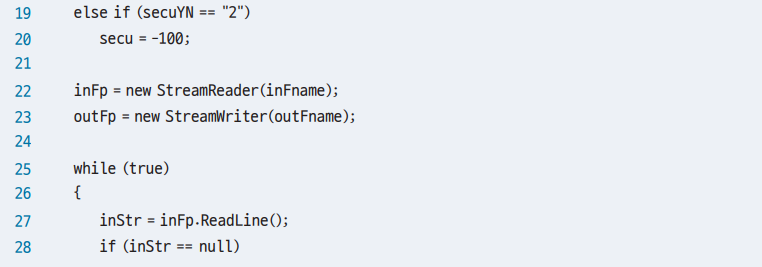 19 else if (secuYN == "2")
20 secu = -100;
21
22 inFp = new StreamReader(inFname);
23 outFp = new StreamWriter(outFname);
24
25 while (true)
26 {
27 inStr = inFp.ReadLine();
28 if (inStr == null)